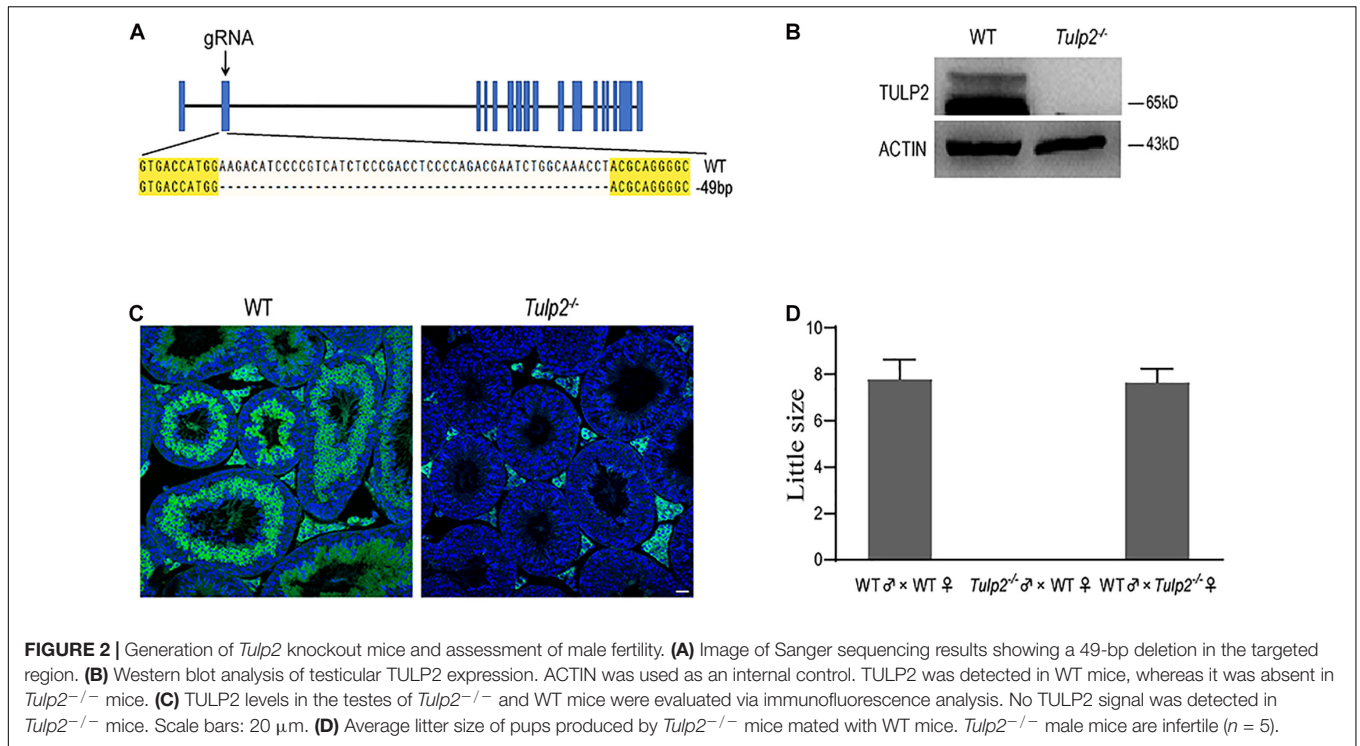 A
gRNA
GTGACCATGGAAGACATCCCCGTCATCTCCCGACCTCCCCAGACGAATCTGGCAAACCTACGCAGGGGC WT
GTGACCATGG-------------------------------------------------ACGCAGGGGC -49bp
B
WT Tulp2-/-
TULP2
—65kD
ACTIN
—43kD
C
WT Tulp2-/-
D
Little size
10
8
6
4
2
0
WT♂ × WT ♀ Tulp2-/-♂ × WT ♀ WT♂ × Tulp2-/-♀
FIGURE 2 | Generation of Tulp2 knockout mice and assessment of male fertility. (A) Image of Sanger sequencing results showing a 49-bp deletion in the targeted
region. (B) Western blot analysis of testicular TULP2 expression. ACTIN was used as an internal control. TULP2 was detected in WT mice, whereas it was absent in
Tulp2−/− mice. (C) TULP2 levels in the testes of Tulp2−/− and WT mice were evaluated via immunofluorescence analysis. No TULP2 signal was detected in
Tulp2−/− mice. Scale bars: 20 μm. (D) Average litter size of pups produced by Tulp2−/− mice mated with WT mice. Tulp2−/− male mice are infertile (n = 5).